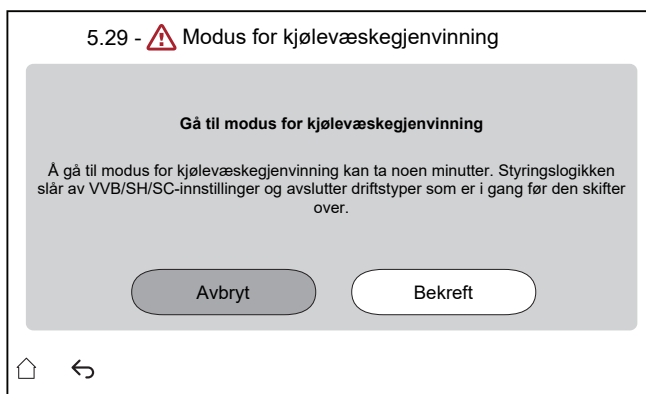 5.29 - Modus for kjølevæskegjenvinning
Gå til modus for kjølevæskegjenvinning
Å gå til modus for kjølevæskegjenvinning kan ta noen minutter. Styringslogikken
slår av VVB/SH/SC-innstillinger og avslutter driftstyper som er i gang før den skifter
over.
Avbryt
Bekreft